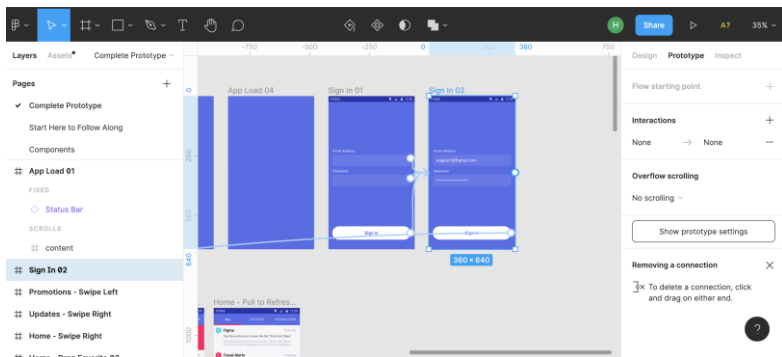 H
Share
A?
35%
Layers
Assets
Complete Prototype
Pages
Complete Prototype
Start Here to Follow Along
Components
App Load 01
FIXED
Status Bar
SCROLLS
content
Sign In 02
Promotions - Swipe Left
Updates - Swipe Right
Home - Swipe Right
-750
-500
-250
0
250
360
750
0
250
500
640
1000
App Load 04
Sign In 01
Sign In 02
Email Address
Password
Sign In
Email Address
support@figma.com
Password
Sign In
360 × 640
Home - Pull to Refres...
Figma
Travel Alerts
Design
Prototype
Inspect
Flow starting point
Interactions
None → None
Overflow scrolling
No scrolling
Show prototype settings
Removing a connection
To delete a connection, click
and drag on either end.
?